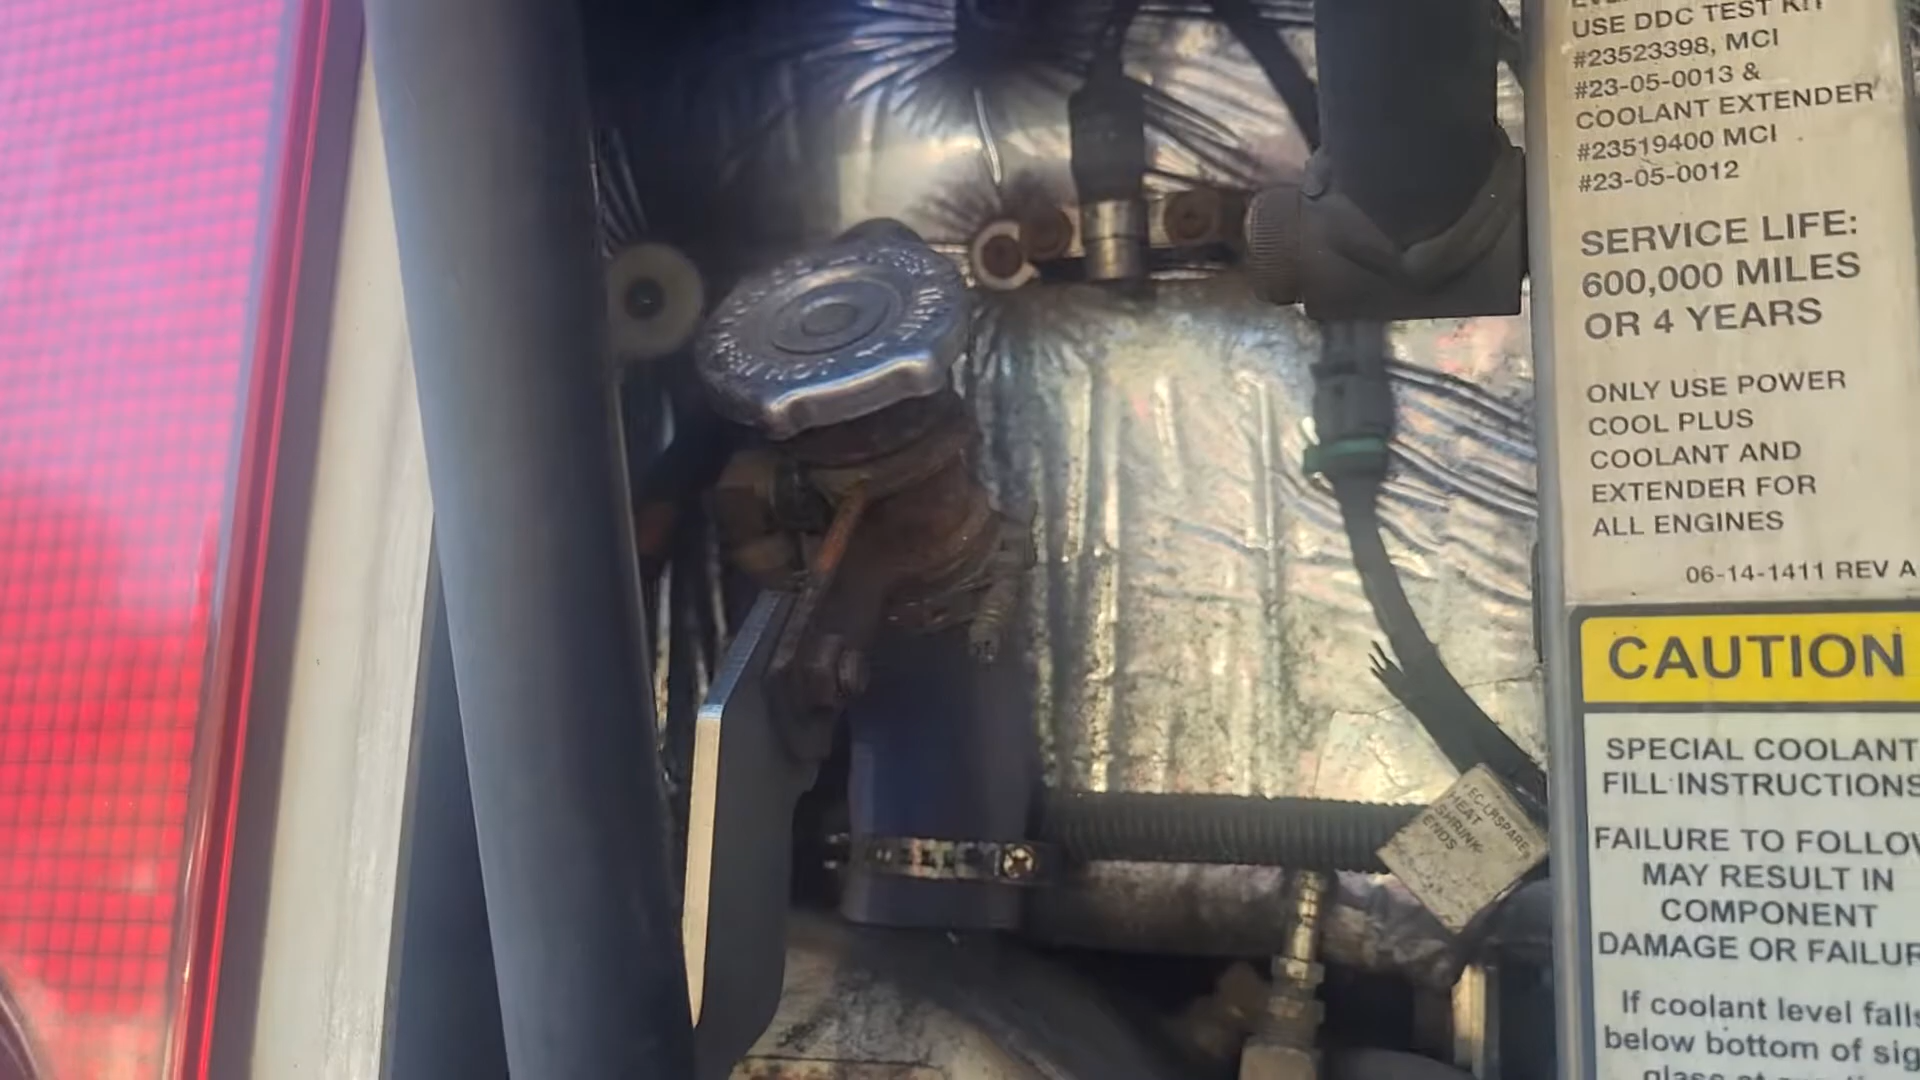 USE DDC TEST KIT
#23523398, MCI
#23-05-0013 &
COOLANT EXTENDER
#23519400 MCI
#23-05-0012
SERVICE LIFE:
600,000 MILES
OR 4 YEARS
ONLY USE POWER
COOL PLUS
COOLANT AND
EXTENDER FOR
ALL ENGINES
06-14-1411 REV A
CAUTION
SPECIAL COOLANT
FILL INSTRUCTIONS
FAILURE TO FOLLOW
MAY RESULT IN
COMPONENT
DAMAGE OR FAILUR
If coolant level falls
below bottom of sig
HEAT
SHRINK
ENDS